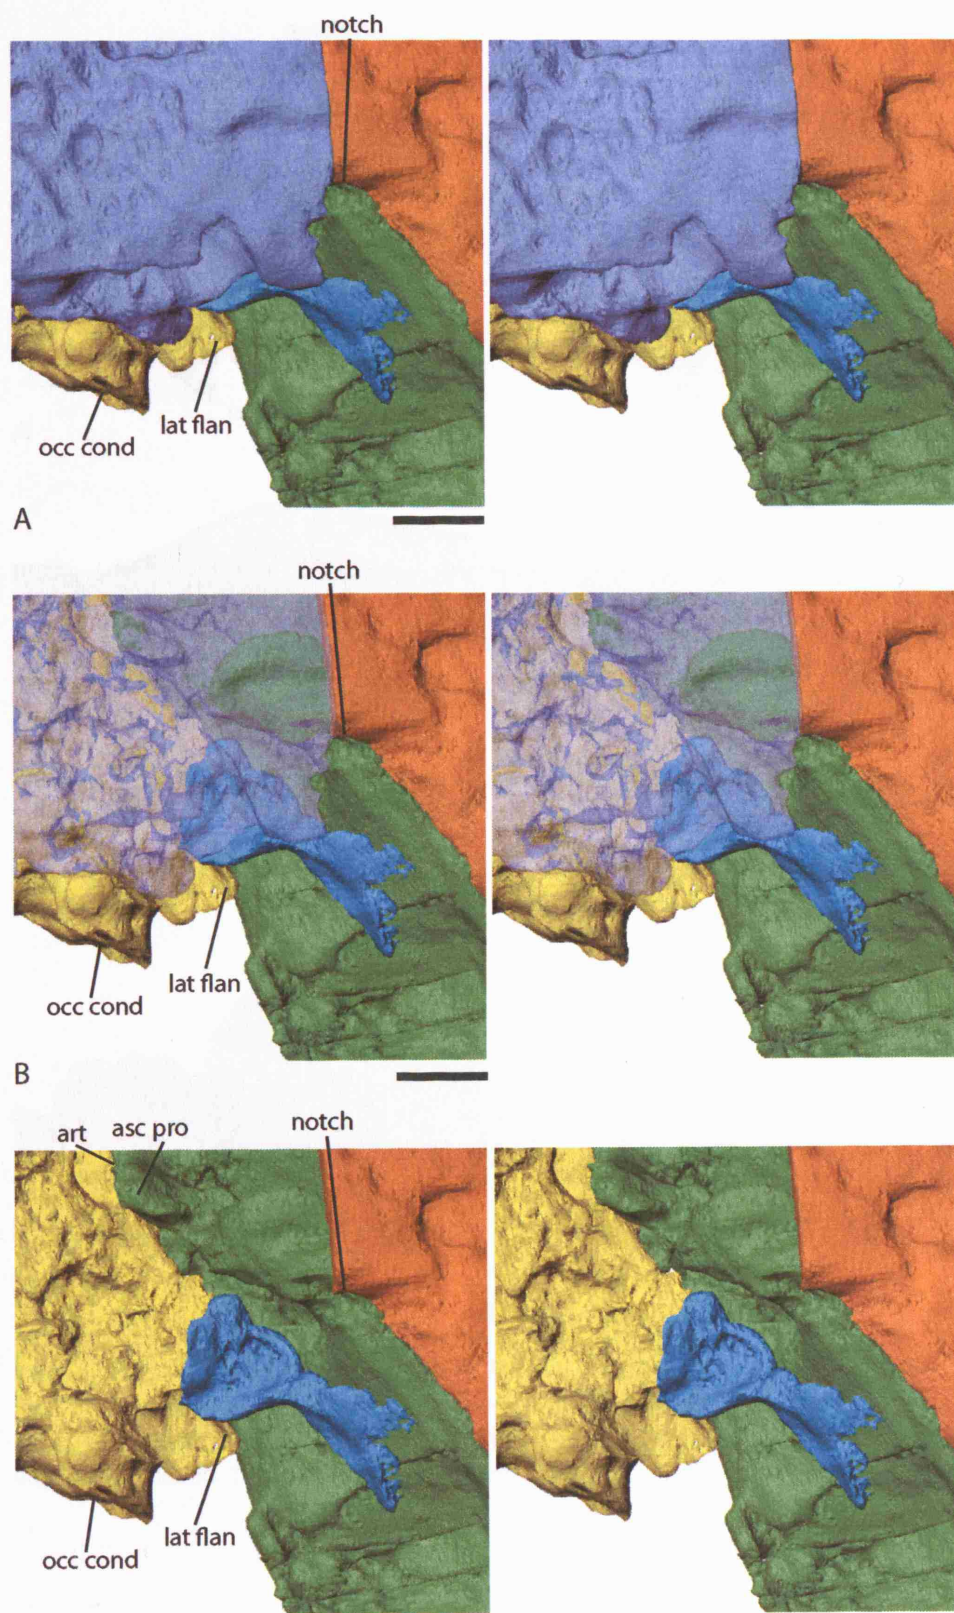 notch
occ cond
lat flan
A
notch
lat flan
occ cond
B
art
asc pro
notch
lat flan
occ cond